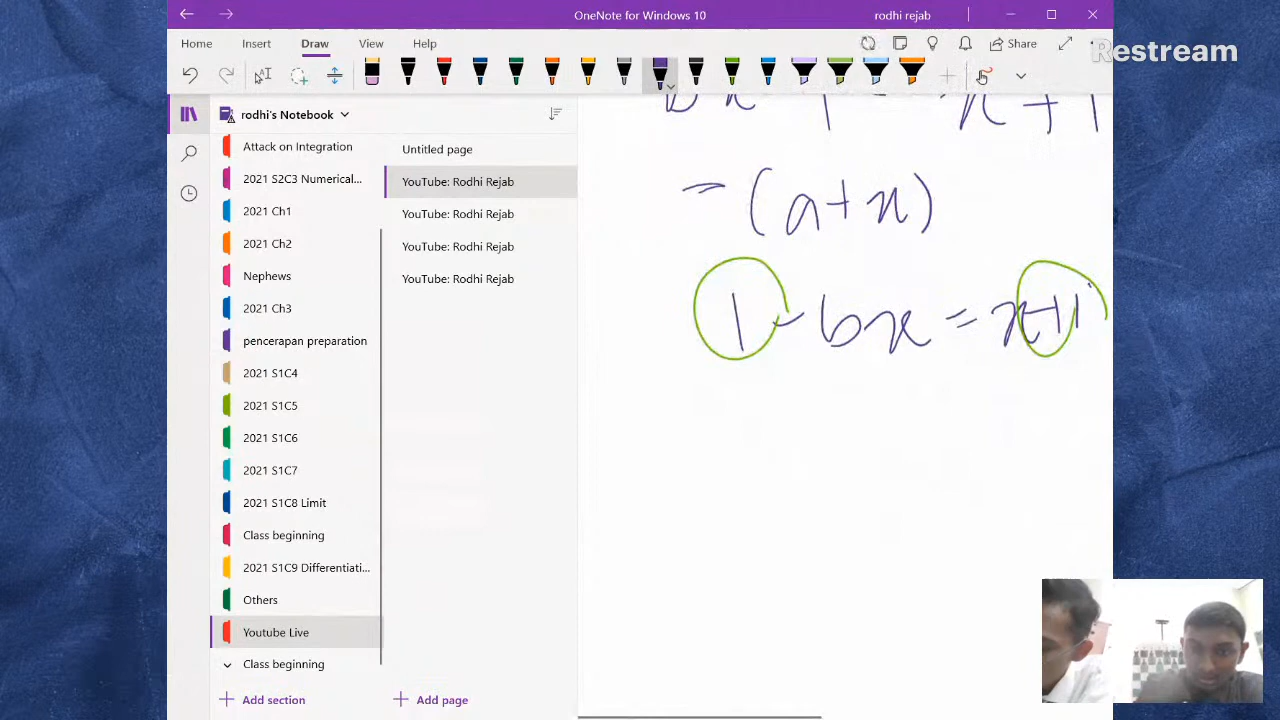 OneNote for Windows 10
rodhi rejab
Home Insert Draw View Help
Share
Restream
rodhi's Notebook
Attack on Integration
2021 S2C3 Numerical...
2021 Ch1
2021 Ch2
Nephews
2021 Ch3
pencerapan preparation
2021 S1C4
2021 S1C5
2021 S1C6
2021 S1C7
2021 S1C8 Limit
Class beginning
2021 S1C9 Differentiati...
Others
Youtube Live
Class beginning
Add section
Untitled page
YouTube: Rodhi Rejab
YouTube: Rodhi Rejab
YouTube: Rodhi Rejab
YouTube: Rodhi Rejab
Add page
= (a+x)
1 - bx = x+1